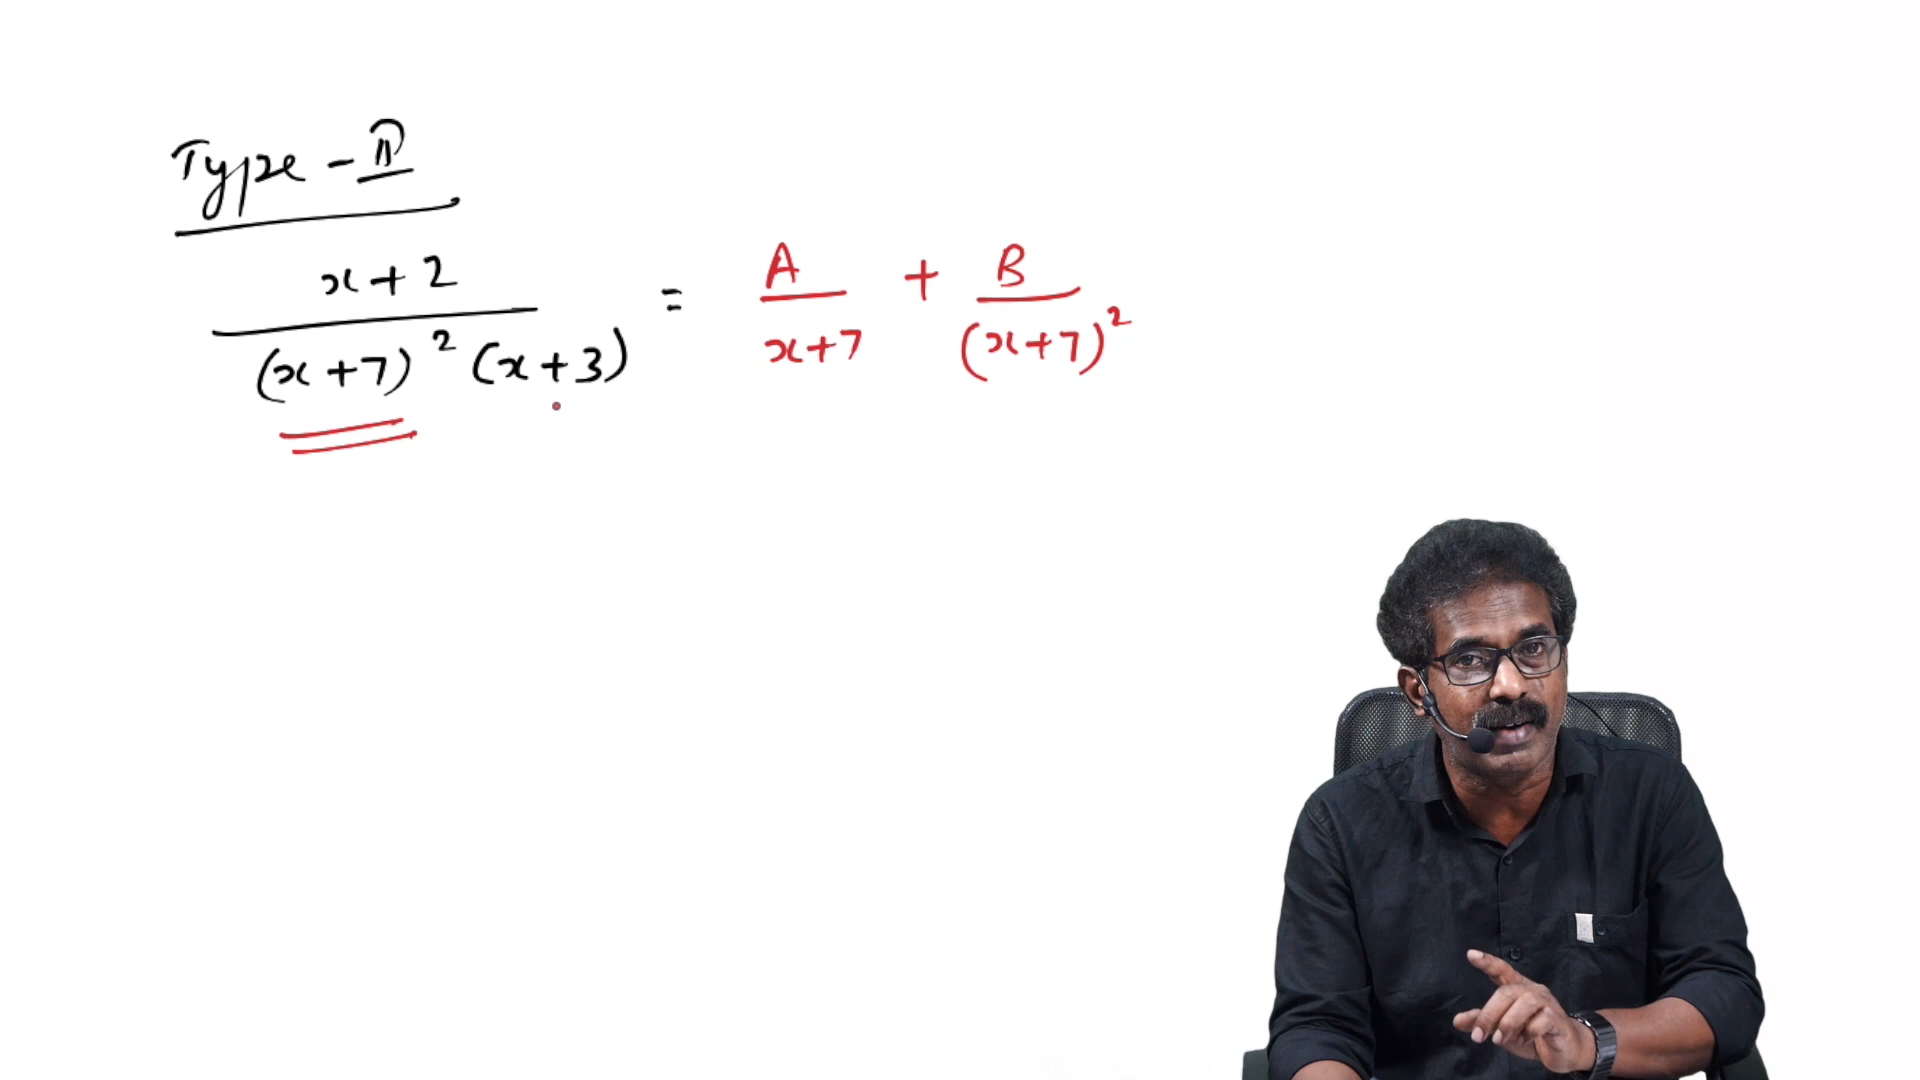 Type - II
x + 2 / (x + 7)² (x + 3) = A / x + 7 + B / (x + 7)²